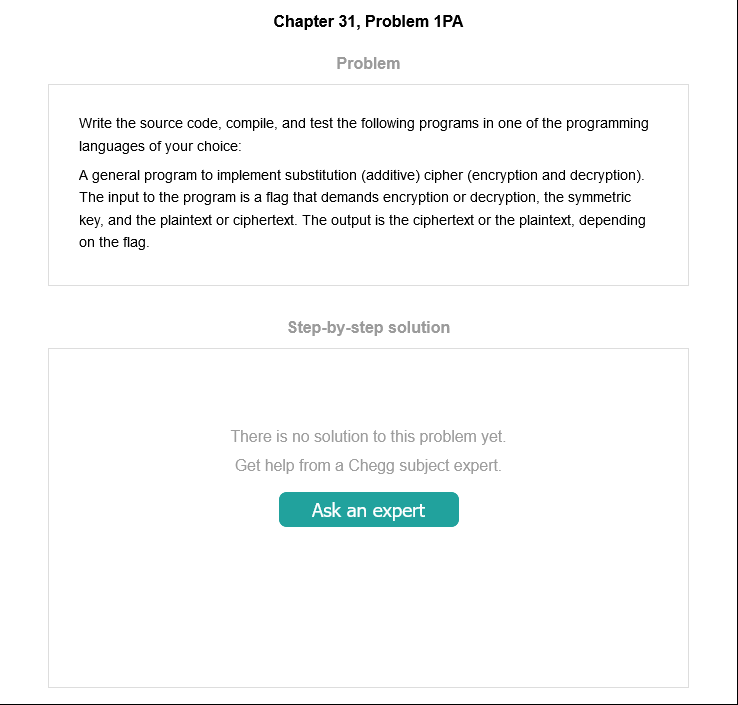 Chapter 31, Problem 1PA
Problem
Write the source code, compile, and test the following programs in one of the programming
languages of your choice:
A general program to implement substitution (additive) cipher (encryption and decryption).
The input to the program is a flag that demands encryption or decryption, the symmetric
key, and the plaintext or ciphertext. The output is the ciphertext or the plaintext, depending
on the flag.
Step-by-step solution
There is no solution to this problem yet.
Get help from a Chegg subject expert.
Ask an expert